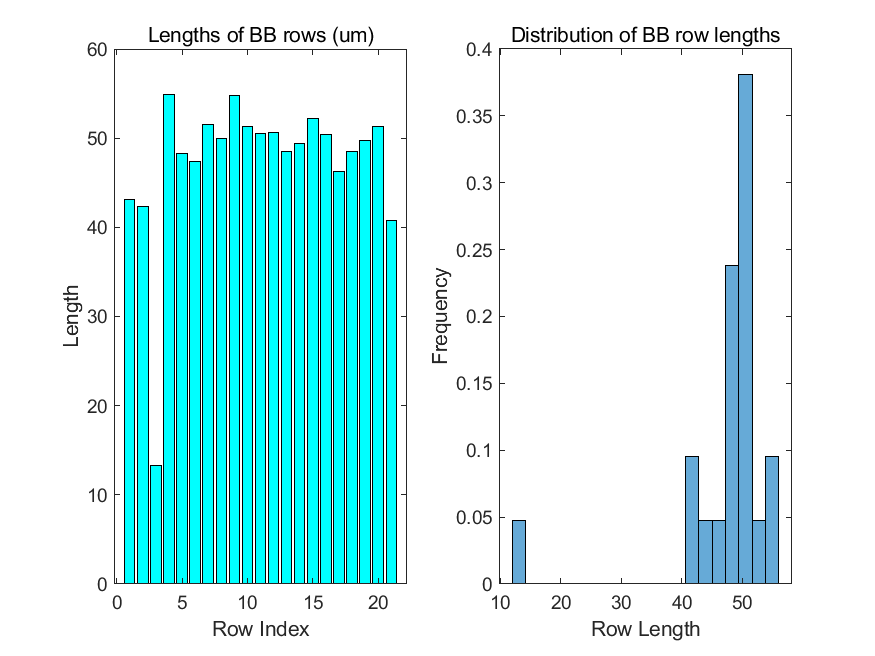 Lengths of BB rows (um)
60
50
40
30
20
10
0
Length
0 5 10 15 20
Row Index
Distribution of BB row lengths
0.4
0.35
0.3
0.25
0.2
0.15
0.1
0.05
0
Frequency
10 20 30 40 50
Row Length